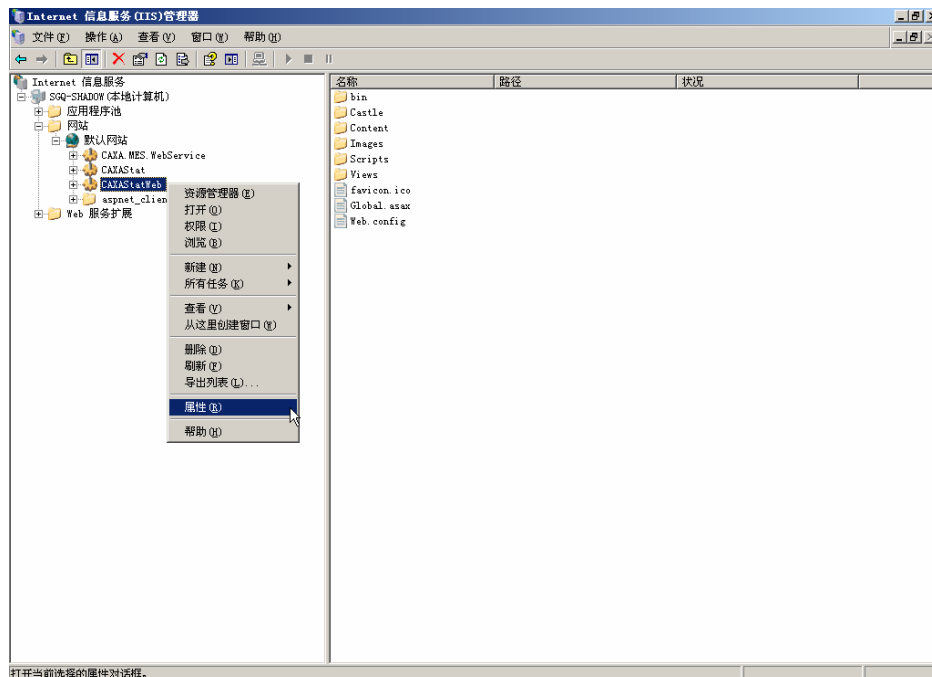 Internet 信息服务(IIS)管理器
文件(F) 操作(A) 查看(V) 窗口(W) 帮助(H)
Internet 信息服务
SGQ-SHADOW(本地计算机)
应用程序池
网站
默认网站
CAXA.MES.WebService
CAXAStat
CAXAStatWeb
aspnet_clien
Web 服务扩展
资源管理器(E)
打开(O)
权限(I)
浏览(B)
新建(N)
所有任务(K)
查看(V)
从这里创建窗口(W)
删除(D)
刷新(F)
导出列表(L)...
属性(R)
帮助(H)
名称 路径 状况
bin
Castle
Content
Images
Scripts
Views
favicon.ico
Global.asax
Web.config
打开当前选择的属性对话框。